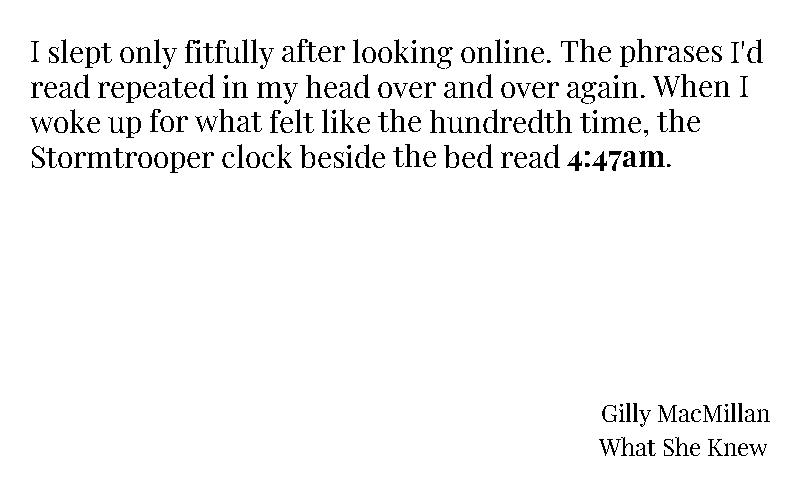 I slept only fitfully after looking online. The phrases I'd
read repeated in my head over and over again. When I
woke up for what felt like the hundredth time, the
Stormtrooper clock beside the bed read 4:47am.
Gilly MacMillan
What She Knew